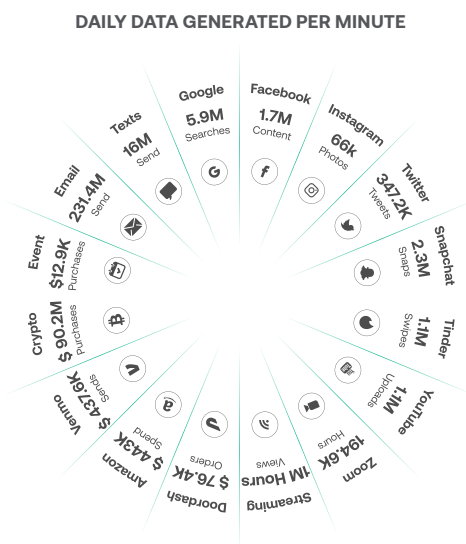 DAILY DATA GENERATED PER MINUTE
Facebook
1.7M
Content
Instagram
66k
Photos
Twitter
347.2K
Tweets
Snapchat
2.3M
Snaps
Tinder
1.1M
Swipes
YouTube
1.1M
Uploads
Zoom
194.6K
Hours
Streaming
1M Hours
Views
Doordash
$ 76.4K
Orders
Amazon
$ 443K
Spend
Venmo
$ 437.6K
Sends
Crypto
$ 90.2M
Purchases
Event
$12.9K
Purchases
Email
231.4M
Send
Texts
16M
Send
Google
5.9M
Searches